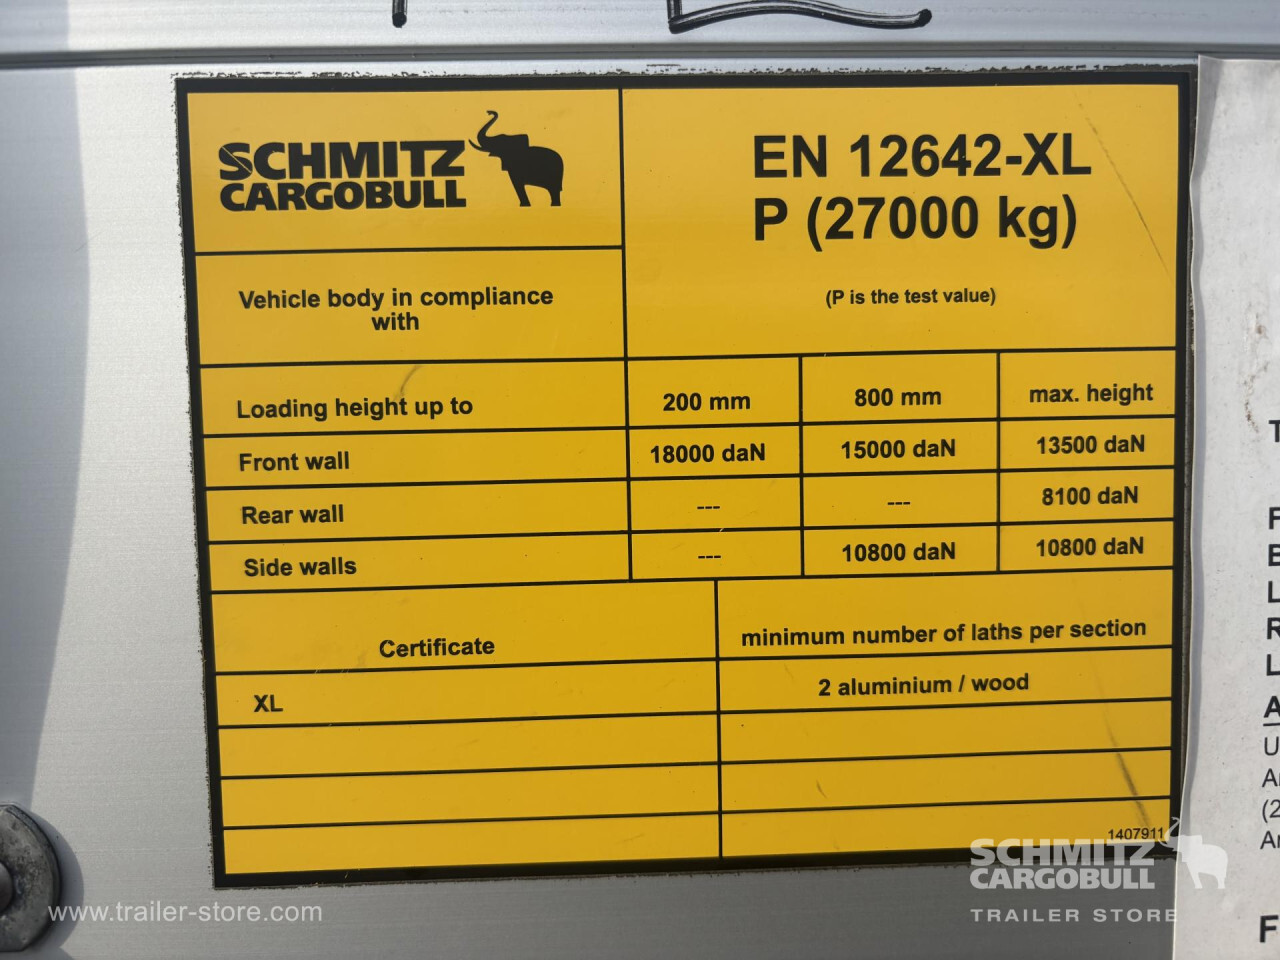 SCHMITZ
CARGOBULL
EN 12642-XL
P (27000 kg)
(P is the test value)
Vehicle body in compliance
with
Loading height up to 200 mm 800 mm max. height
Front wall 18000 daN 15000 daN 13500 daN
Rear wall --- --- 8100 daN
Side walls --- 10800 daN 10800 daN
Certificate minimum number of laths per section
XL 2 aluminium / wood
1407911
SCHMITZ
CARGOBULL
TRAILER STORE
www.trailer-store.com